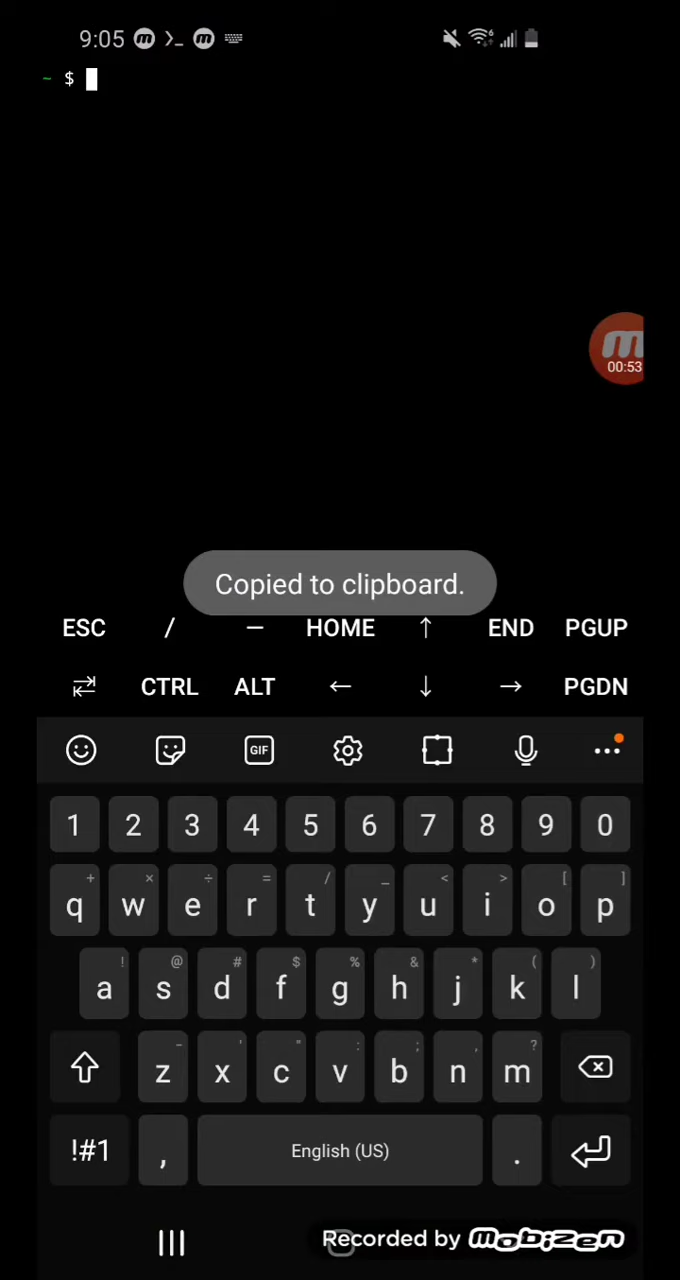 9:05
~ $
00:53
Copied to clipboard.
ESC / — HOME ↑ END PGUP
CTRL ALT ← ↓ → PGDN
GIF
1 2 3 4 5 6 7 8 9 0
+ × ÷ = / _ < > [ ]
q w e r t y u i o p
! @ # $ % & * ( )
a s d f g h j k l
- ' " : ; , ?
z x c v b n m
!#1 , English (US) .
Recorded by mobizen